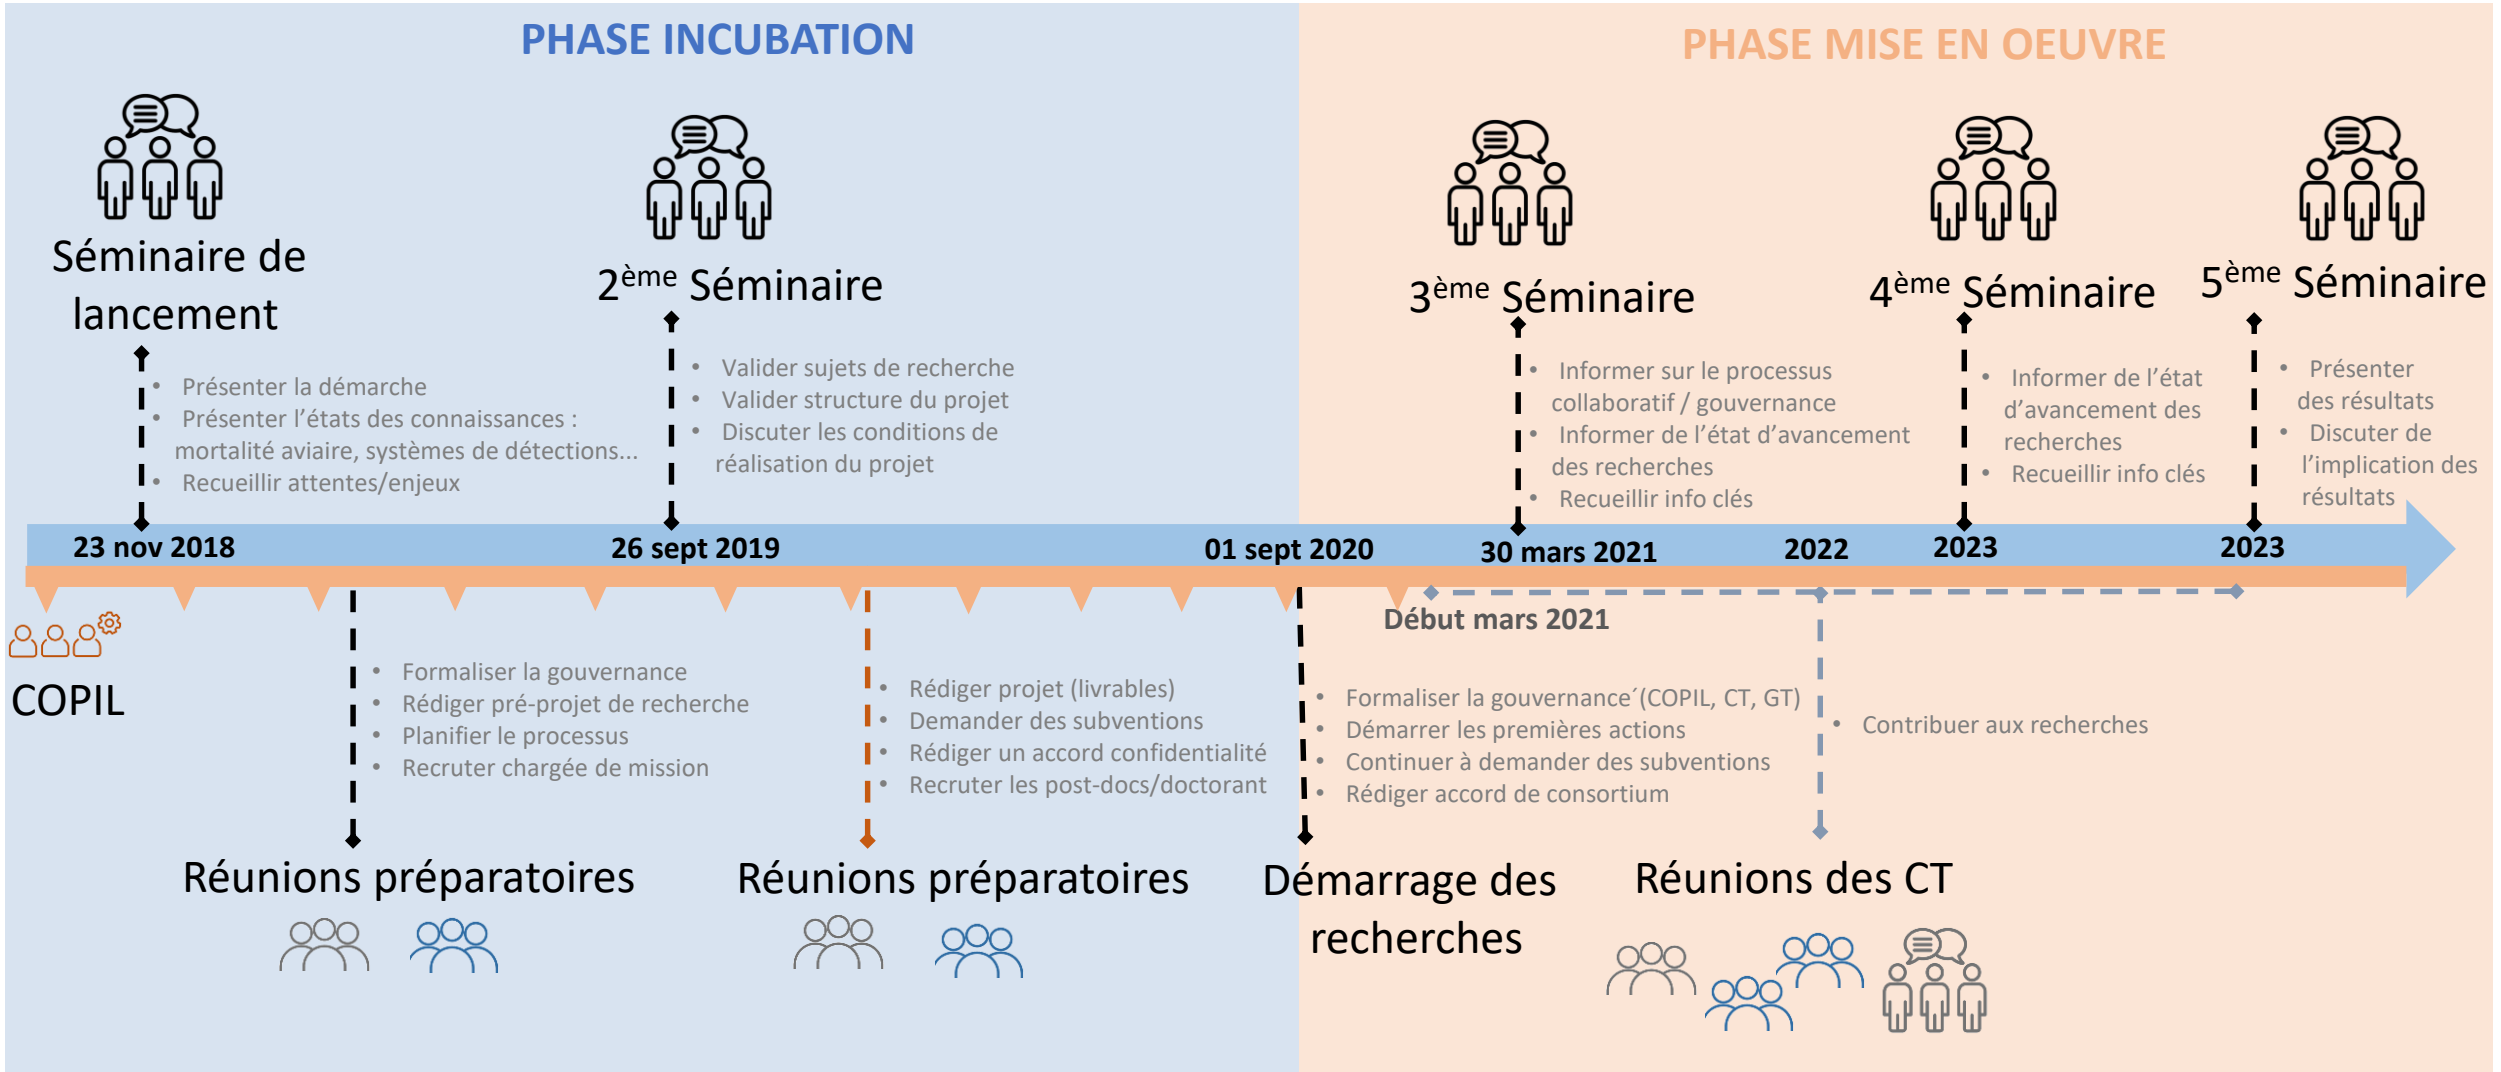 PHASE INCUBATION
PHASE MISE EN OEUVRE
Séminaire de
lancement
• Présenter la démarche
• Présenter l’états des connaissances :
mortalité aviaire, systèmes de détections...
• Recueillir attentes/enjeux
2ème Séminaire
• Valider sujets de recherche
• Valider structure du projet
• Discuter les conditions de
réalisation du projet
3ème Séminaire
• Informer sur le processus
collaboratif / gouvernance
• Informer de l’état d’avancement
des recherches
• Recueillir info clés
4ème Séminaire
• Informer de l’état
d’avancement des
recherches
• Recueillir info clés
5ème Séminaire
• Présenter
des résultats
• Discuter de
l’implication des
résultats
23 nov 2018
26 sept 2019
01 sept 2020
30 mars 2021
2022
2023
2023
Début mars 2021
COPIL
• Formaliser la gouvernance
• Rédiger pré-projet de recherche
• Planifier le processus
• Recruter chargée de mission
Réunions préparatoires
• Rédiger projet (livrables)
• Demander des subventions
• Rédiger un accord confidentialité
• Recruter les post-docs/doctorant
Réunions préparatoires
• Formaliser la gouvernance´(COPIL, CT, GT)
• Démarrer les premières actions
• Continuer à demander des subventions
• Rédiger accord de consortium
Démarrage des
recherches
• Contribuer aux recherches
Réunions des CT